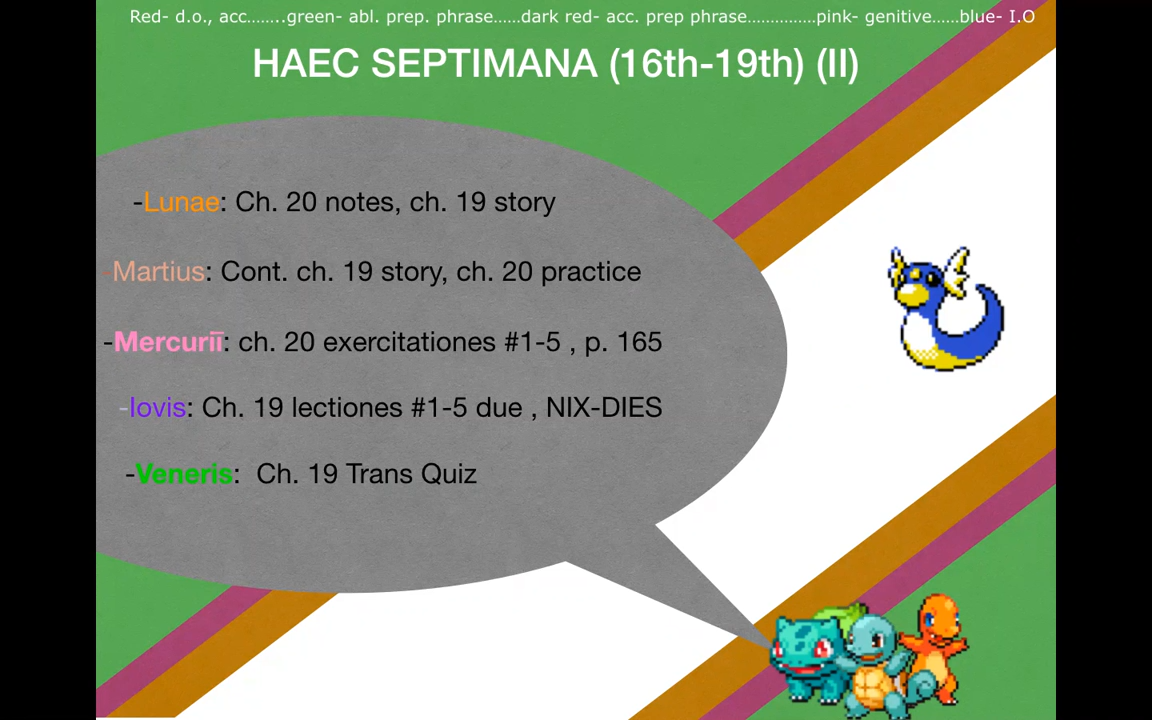 Red- d.o., acc……..green- abl. prep. phrase……dark red- acc. prep phrase…………..pink- genitive……blue- I.O
HAEC SEPTIMANA (16th-19th) (II)
-Lunae: Ch. 20 notes, ch. 19 story
-Martius: Cont. ch. 19 story, ch. 20 practice
-Mercuriī: ch. 20 exercitationes #1-5 , p. 165
-Iovis: Ch. 19 lectiones #1-5 due , NIX-DIES
-Veneris:  Ch. 19 Trans Quiz